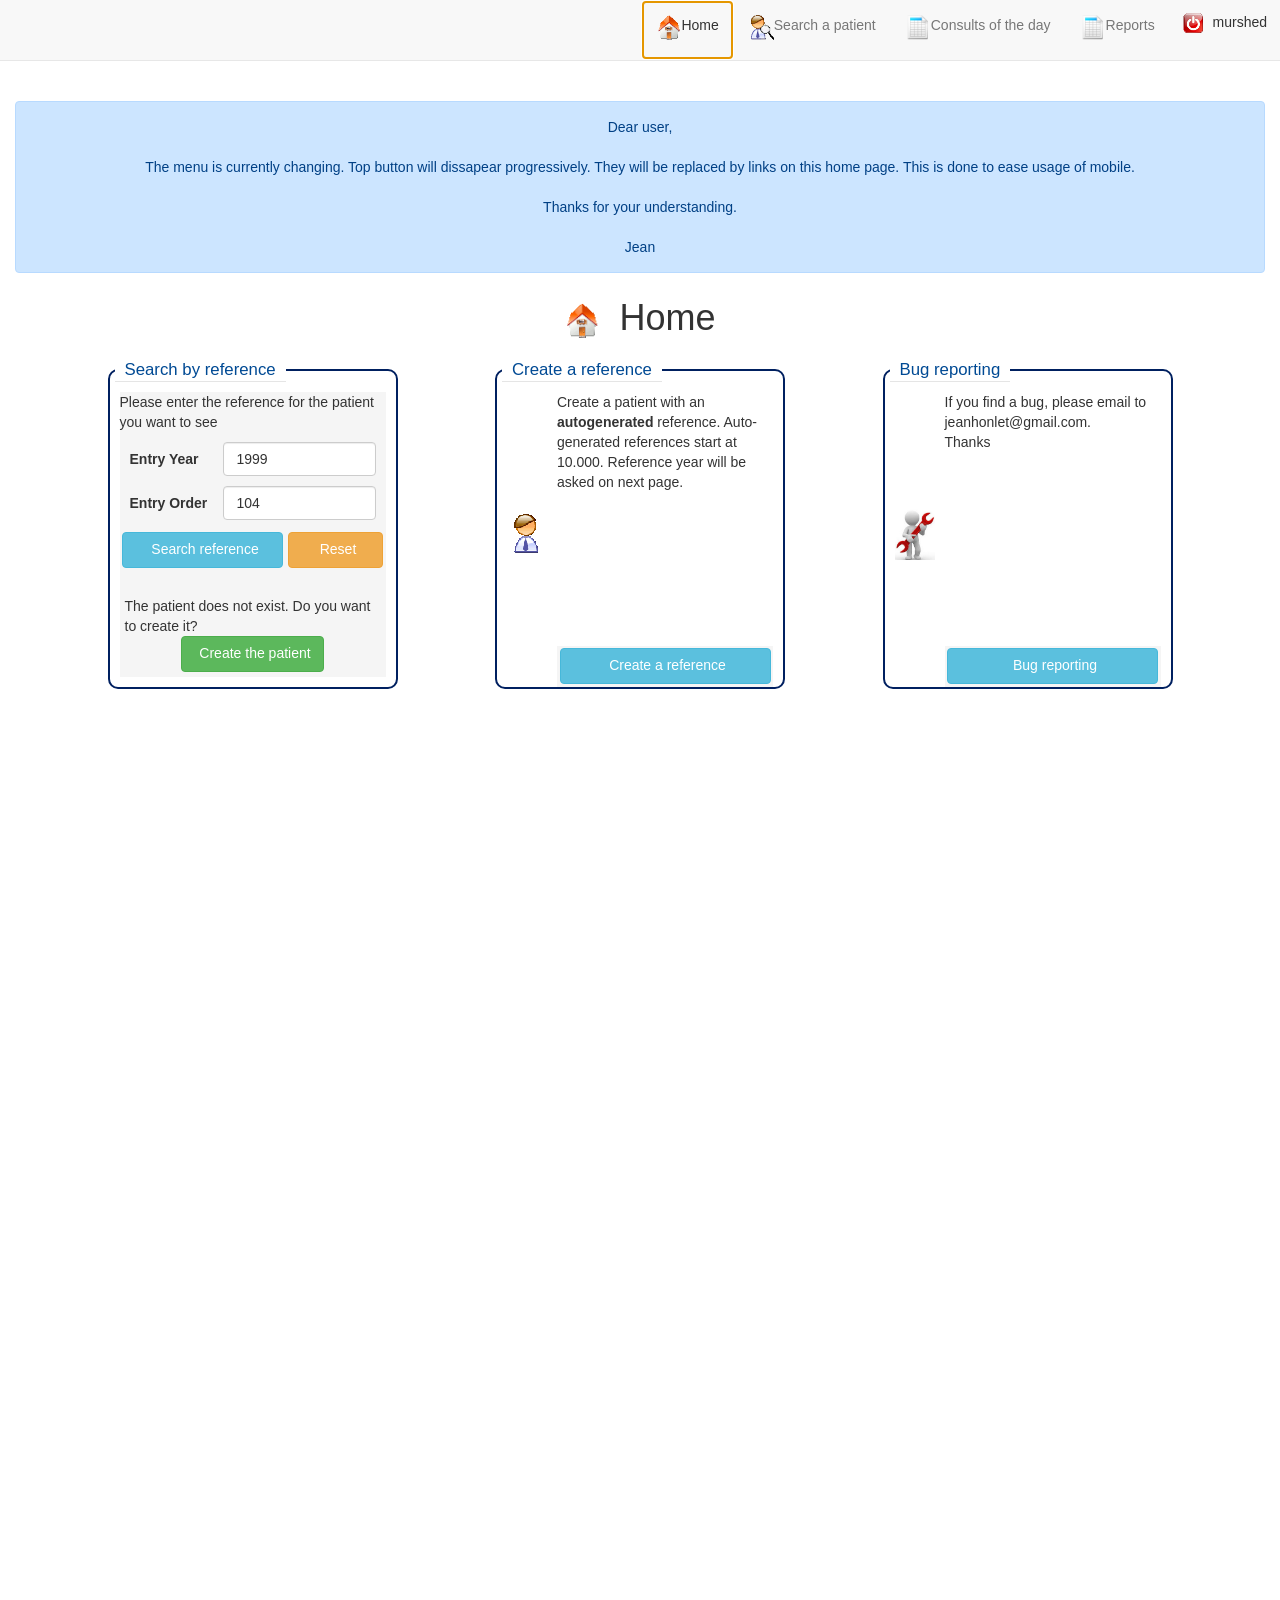 Home
Search a patient
Consults of the day
Reports
murshed
Dear user,
The menu is currently changing. Top button will dissapear progressively. They will be replaced by links on this home page. This is done to ease usage of mobile.
Thanks for your understanding.
Jean
Home
Search by reference
Please enter the reference for the patient
you want to see
Entry Year 1999
Entry Order 104
Search reference
Reset
The patient does not exist. Do you want
to create it?
Create the patient
Create a reference
Create a patient with an
autogenerated reference. Auto-
generated references start at
10.000. Reference year will be
asked on next page.
Create a reference
Bug reporting
If you find a bug, please email to
jeanhonlet@gmail.com.
Thanks
Bug reporting